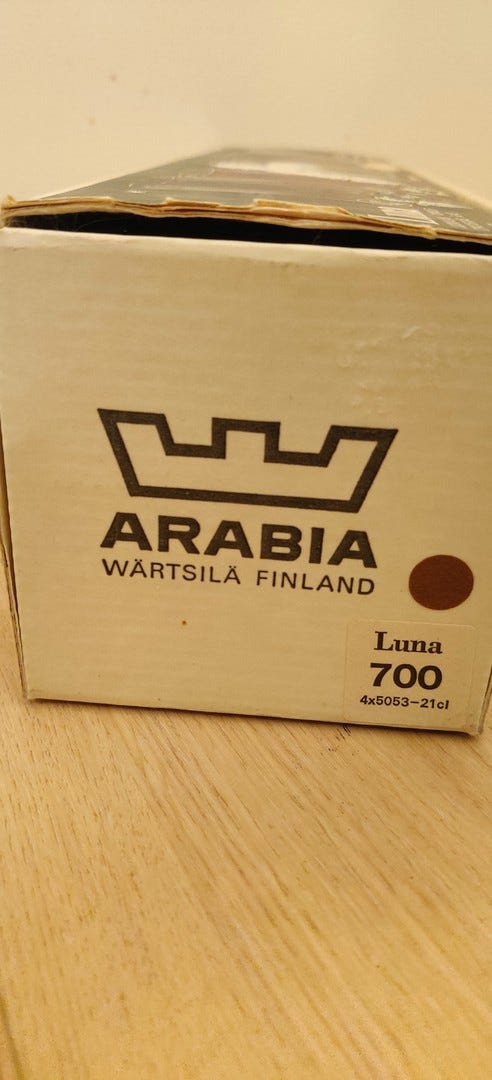 ARABIA
WÄRTSILÄ FINLAND
Luna
700
4x5053-21cl